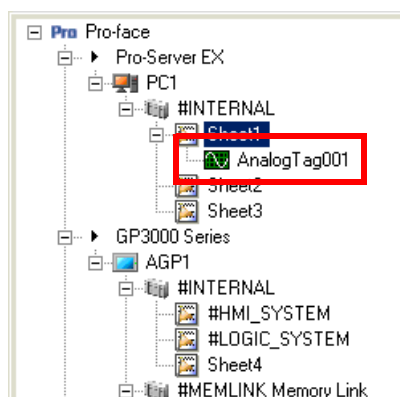 Pro Pro-face
Pro-Server EX
PC1
#INTERNAL
Sheet1
AnalogTag001
Sheet2
Sheet3
GP3000 Series
AGP1
#INTERNAL
#HMI_SYSTEM
#LOGIC_SYSTEM
Sheet4
#MEMLINK Memory Link